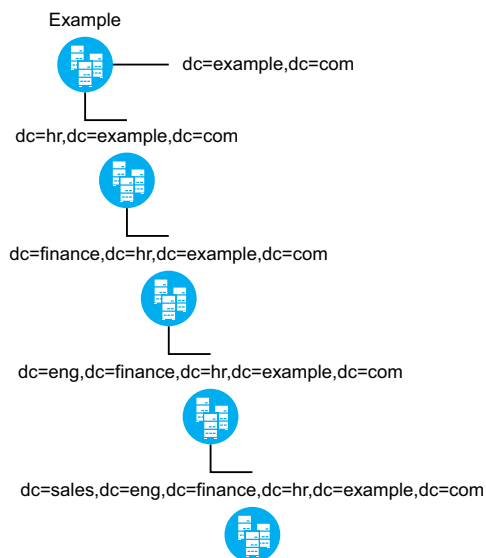 Example
dc=example,dc=com
dc=hr,dc=example,dc=com
dc=finance,dc=hr,dc=example,dc=com
dc=eng,dc=finance,dc=hr,dc=example,dc=com
dc=sales,dc=eng,dc=finance,dc=hr,dc=example,dc=com